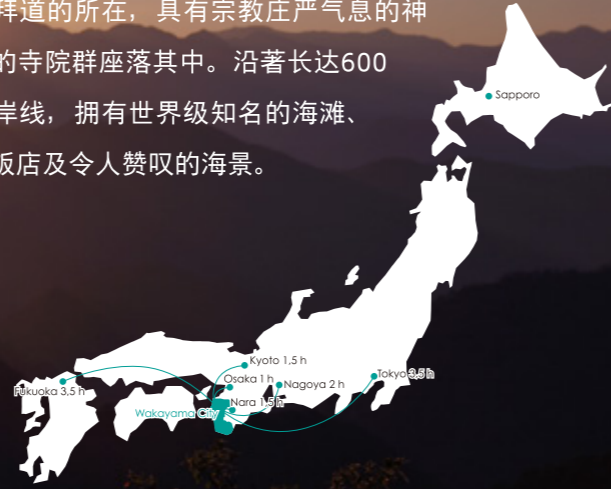 拜道的所在，具有宗教庄严气息的神
的寺院群座落其中。沿著长达600
岸线，拥有世界级知名的海滩、
饭店及令人赞叹的海景。
Sapporo
Kyoto 1,5 h
Osaka 1 h
Nagoya 2 h
Tokyo 3,5 h
Fukuoka 3,5 h
Nara 1,5 h
Wakayama City